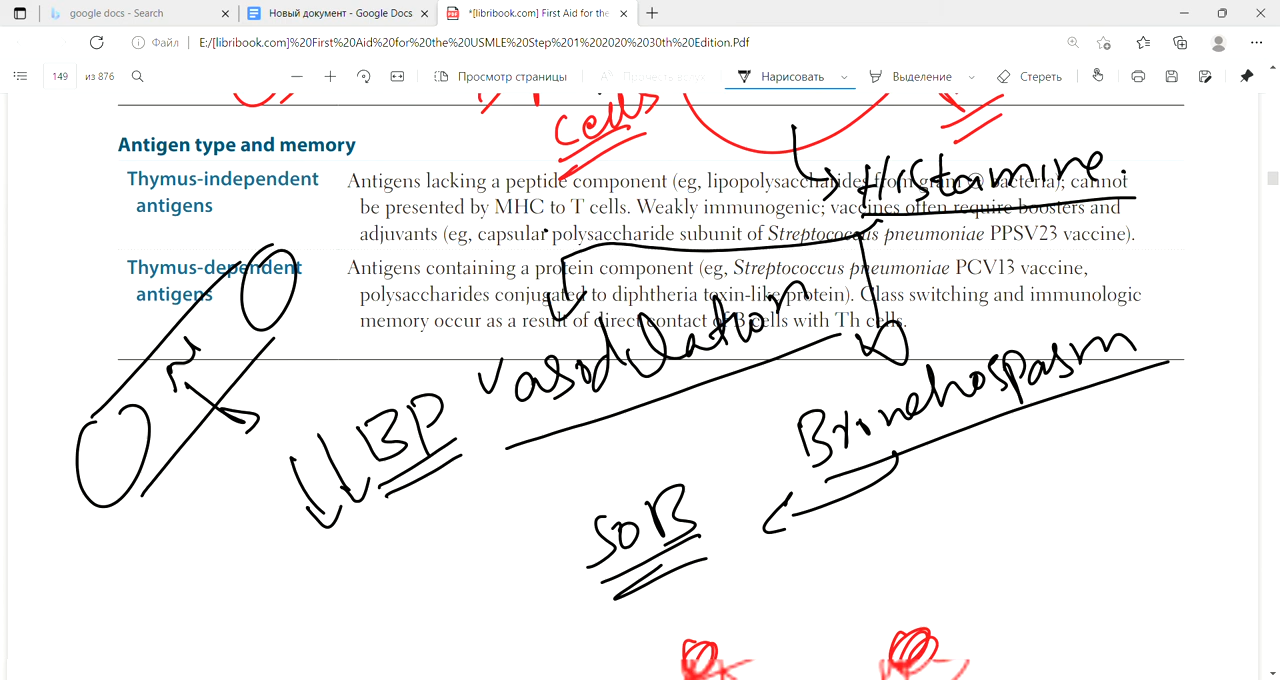 google docs - Search
Новый документ - Google Docs
*[libribook.com] First Aid for the
Файл
E:/[libribook.com]%20First%20Aid%20for%20the%20USMLE%20Step%201%202020%2030th%20Edition.Pdf
149 из 876
Просмотр страницы
Прочесть вслух
Нарисовать
Выделение
Стереть
cells
Antigen type and memory
Histamine.
Thymus-independent antigens
Antigens lacking a peptide component (eg, lipopolysaccharides from gram ⊝ bacteria); cannot
be presented by MHC to T cells. Weakly immunogenic; vaccines often require boosters and
adjuvants (eg, capsular polysaccharide subunit of Streptococcus pneumoniae PPSV23 vaccine).
Thymus-dependent antigens
Antigens containing a protein component (eg, Streptococcus pneumoniae PCV13 vaccine,
polysaccharides conjugated to diphtheria toxin-like protein). Class switching and immunologic
memory occur as a result of direct contact of B cells with Th cells.
Vasodilation
↓↓BP
Bronchospasm
SOB